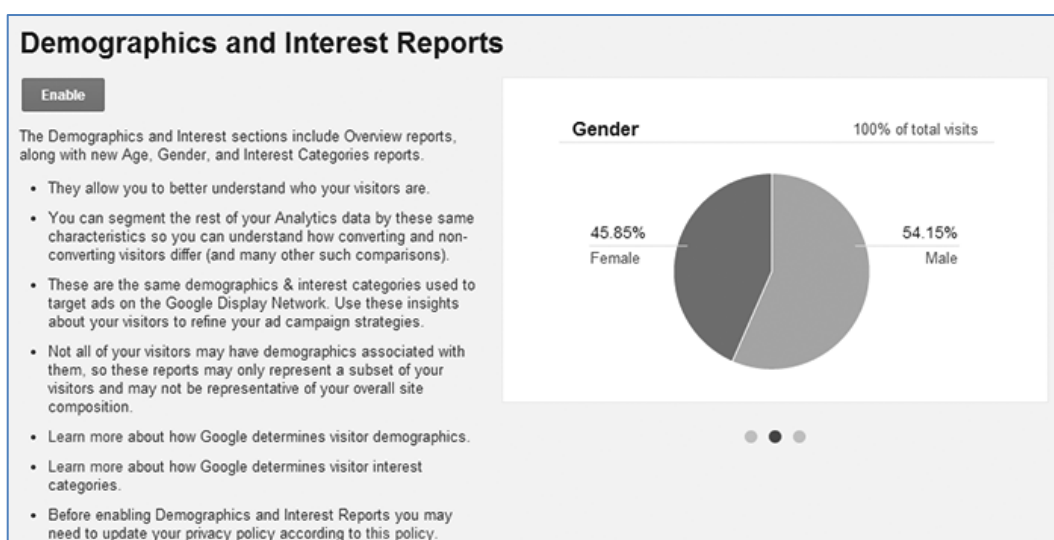 Demographics and Interest Reports
Enable
The Demographics and Interest sections include Overview reports,
along with new Age, Gender, and Interest Categories reports.
• They allow you to better understand who your visitors are.
• You can segment the rest of your Analytics data by these same
characteristics so you can understand how converting and non-
converting visitors differ (and many other such comparisons).
• These are the same demographics & interest categories used to
target ads on the Google Display Network. Use these insights
about your visitors to refine your ad campaign strategies.
• Not all of your visitors may have demographics associated with
them, so these reports may only represent a subset of your
visitors and may not be representative of your overall site
composition.
• Learn more about how Google determines visitor demographics.
• Learn more about how Google determines visitor interest
categories.
• Before enabling Demographics and Interest Reports you may
need to update your privacy policy according to this policy.
Gender
100% of total visits
45.85%
Female
54.15%
Male